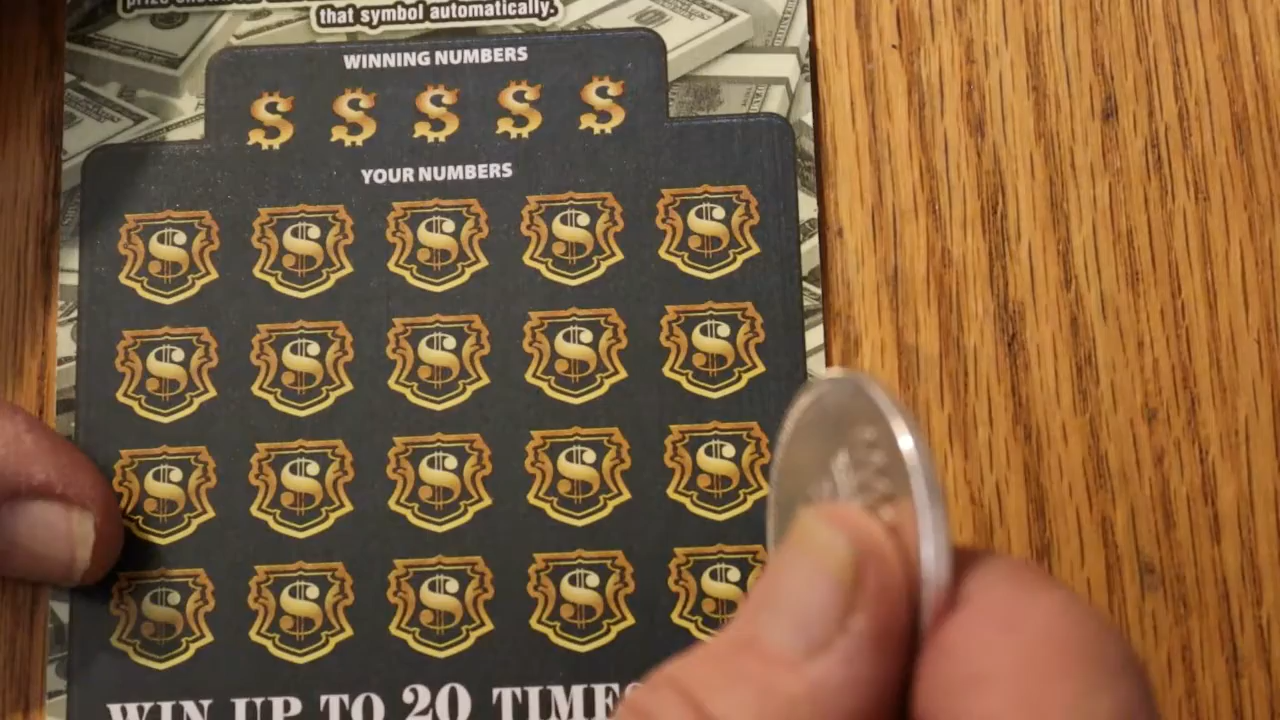 that symbol automatically.
WINNING NUMBERS
$ $ $ $ $
YOUR NUMBERS
$ $ $ $ $
$ $ $ $ $
$ $ $ $ $
$ $ $ $ $
WIN UP TO 20 TIMES